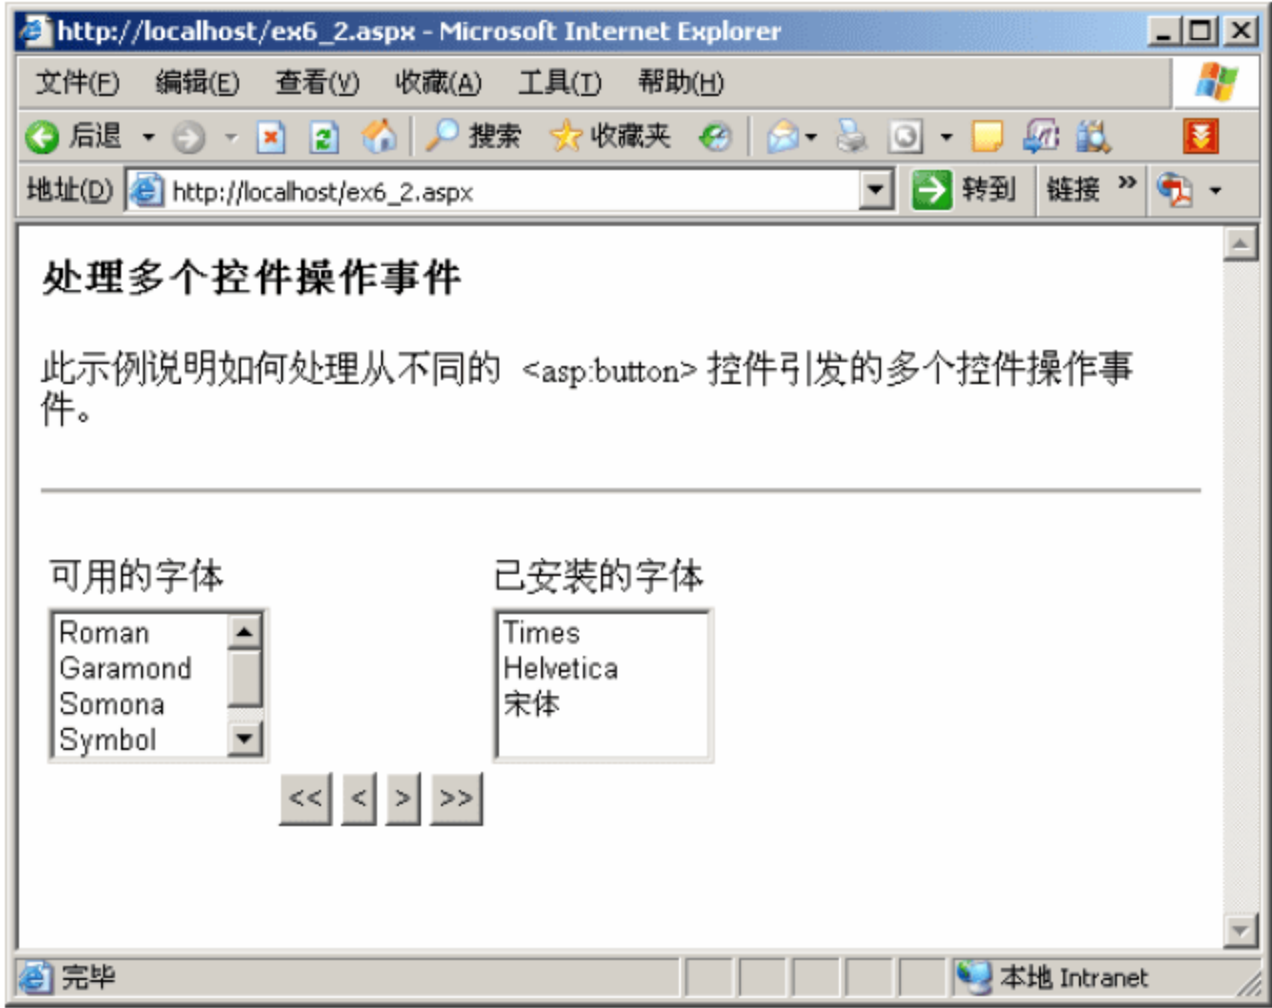 http://localhost/ex6_2.aspx - Microsoft Internet Explorer
文件(F) 编辑(E) 查看(V) 收藏(A) 工具(T) 帮助(H)
后退 搜索 收藏夹
地址(D) http://localhost/ex6_2.aspx 转到 链接 »
处理多个控件操作事件
此示例说明如何处理从不同的 <asp:button> 控件引发的多个控件操作事
件。
可用的字体 已安装的字体
Roman Times
Garamond Helvetica
Somona 宋体
Symbol
<< < > >>
完毕 本地 Intranet